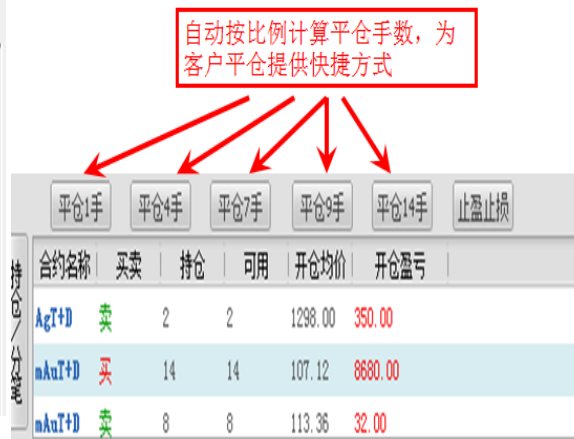 自动按比例计算平仓手数，为
客户平仓提供快捷方式
平仓1手 平仓4手 平仓7手 平仓9手 平仓14手 止盈止损
持仓/分笔
合约名称 买卖 持仓 可用 开仓均价 开仓盈亏
AgT+D 卖 2 2 1298.00 350.00
mAuT+D 买 14 14 107.12 8680.00
mAuT+D 卖 8 8 113.36 32.00